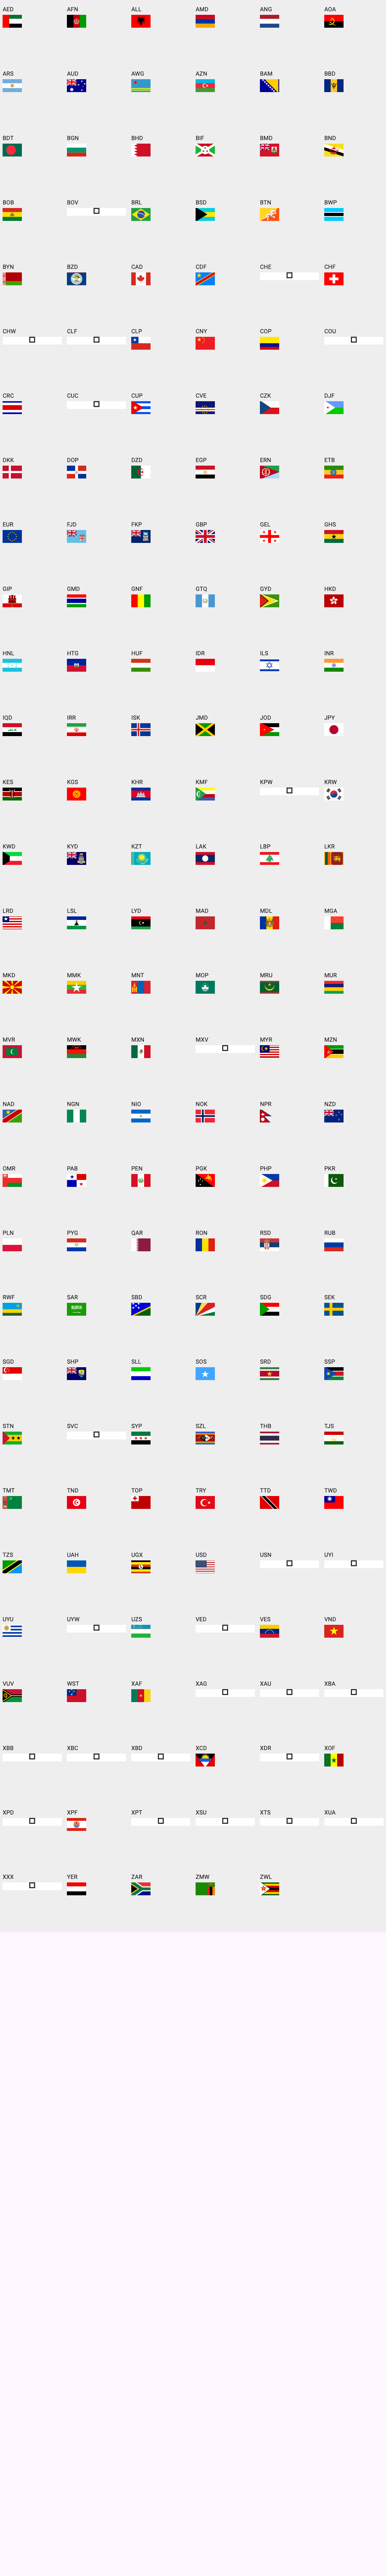 AED AFN ALL AMD ANG AOA
ARS AUD AWG AZN BAM BBD
BDT BGN BHD BIF BMD BND
BOB BOV BRL BSD BTN BWP
BYN BZD CAD CDF CHE CHF
CHW CLF CLP CNY COP COU
CRC CUC CUP CVE CZK DJF
DKK DOP DZD EGP ERN ETB
EUR FJD FKP GBP GEL GHS
GIP GMD GNF GTQ GYD HKD
HNL HTG HUF IDR ILS INR
IQD IRR ISK JMD JOD JPY
KES KGS KHR KMF KPW KRW
KWD KYD KZT LAK LBP LKR
LRD LSL LYD MAD MDL MGA
MKD MMK MNT MOP MRU MUR
MVR MWK MXN MXV MYR MZN
NAD NGN NIO NOK NPR NZD
OMR PAB PEN PGK PHP PKR
PLN PYG QAR RON RSD RUB
RWF SAR SBD SCR SDG SEK
SGD SHP SLL SOS SRD SSP
STN SVC SYP SZL THB TJS
TMT TND TOP TRY TTD TWD
TZS UAH UGX USD USN UYI
UYU UYW UZS VED VES VND
VUV WST XAF XAG XAU XBA
XBB XBC XBD XCD XDR XOF
XPD XPF XPT XSU XTS XUA
XXX YER ZAR ZMW ZWL